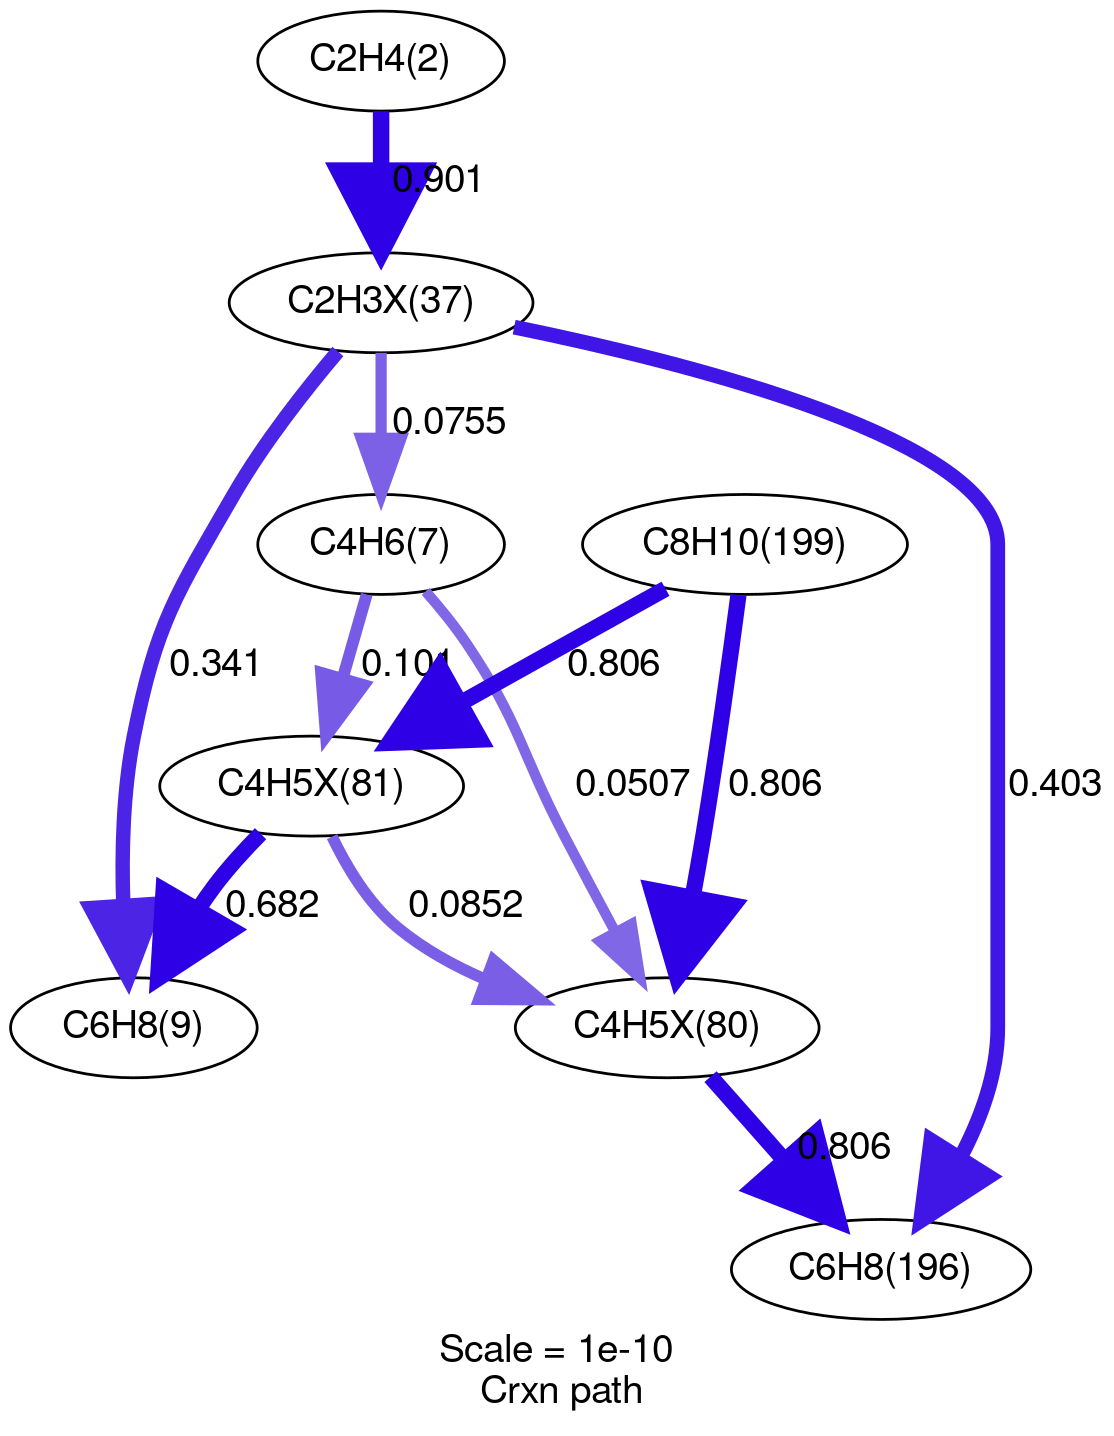 C2H4(2)
0.901
C2H3X(37)
0.0755
C4H6(7)
C8H10(199)
0.341
0.101
0.806
C4H5X(81)
0.0507
0.806
0.403
0.682
0.0852
C6H8(9)
C4H5X(80)
0.806
C6H8(196)
Scale = 1e-10
Crxn path